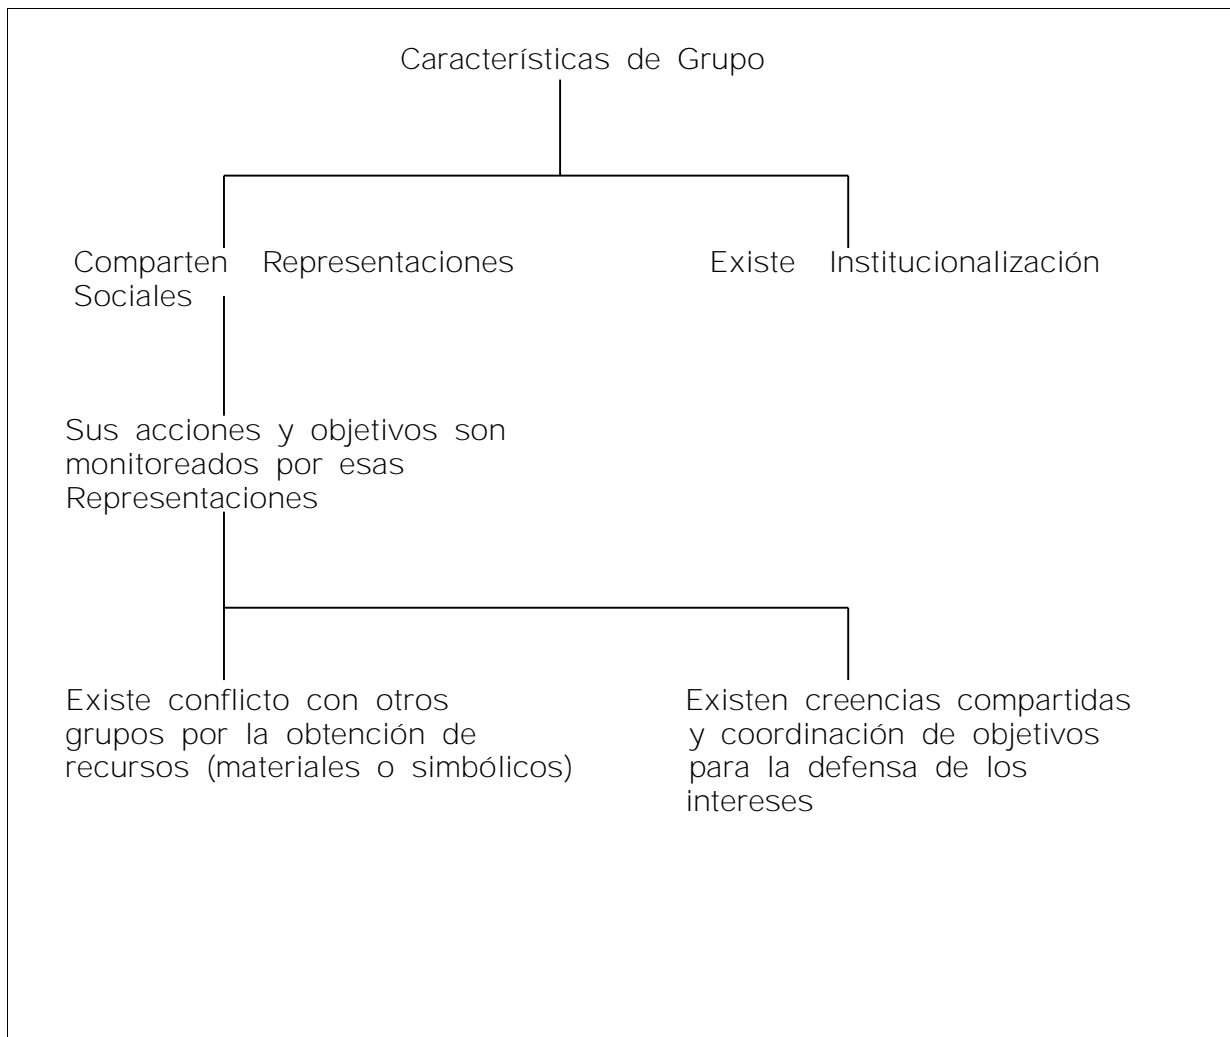 Características de Grupo
Comparten Representaciones
Sociales
Existe Institucionalización
Sus acciones y objetivos son
monitoreados por esas
Representaciones
Existe conflicto con otros
grupos por la obtención de
recursos (materiales o simbólicos)
Existen creencias compartidas
y coordinación de objetivos
para la defensa de los
intereses